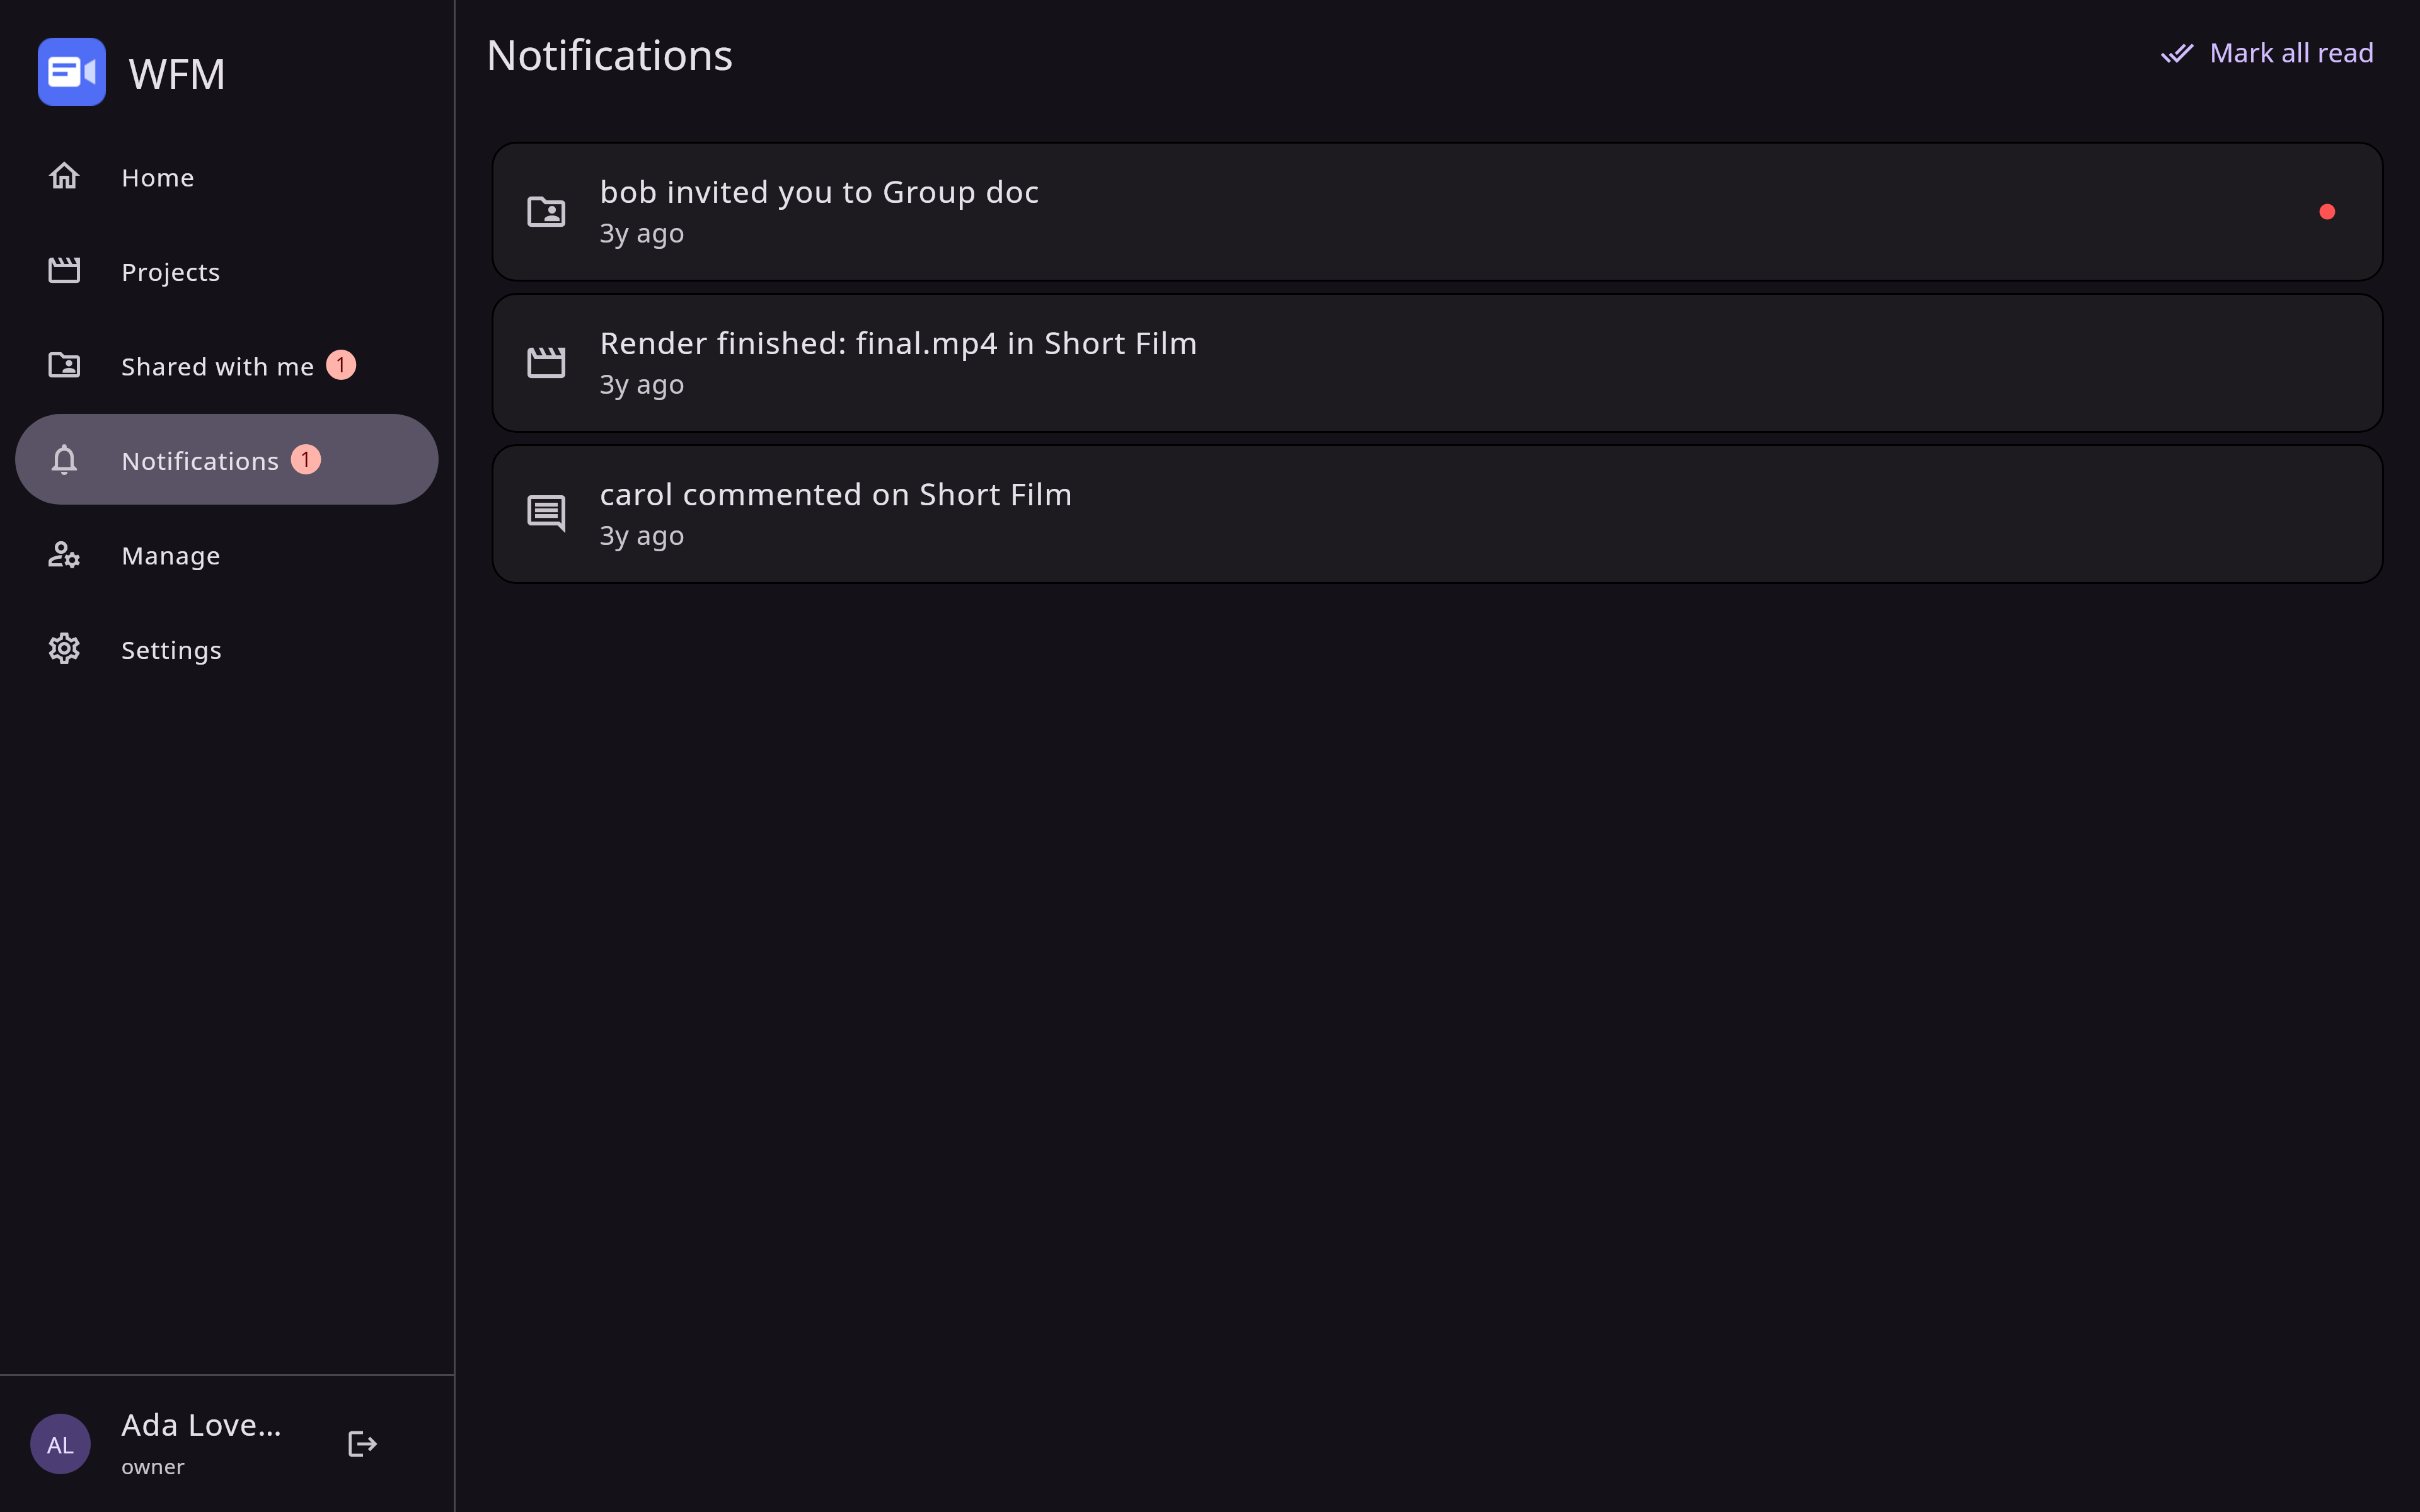 WFM
Home
Projects
Shared with me 1
Notifications 1
Manage
Settings
AL
Ada Love...
owner
Notifications
Mark all read
bob invited you to Group doc
3y ago
Render finished: final.mp4 in Short Film
3y ago
carol commented on Short Film
3y ago